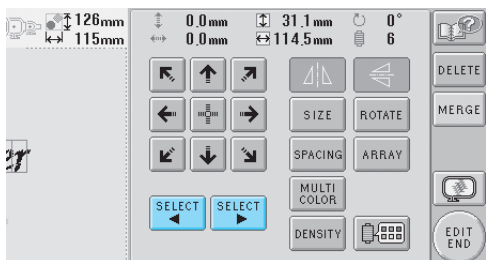 126mm 0.0mm 31.1mm 0°
115mm 0.0mm 114.5mm 6
DELETE
SIZE ROTATE MERGE
SPACING ARRAY
SELECT SELECT MULTI
COLOR
DENSITY EDIT
END